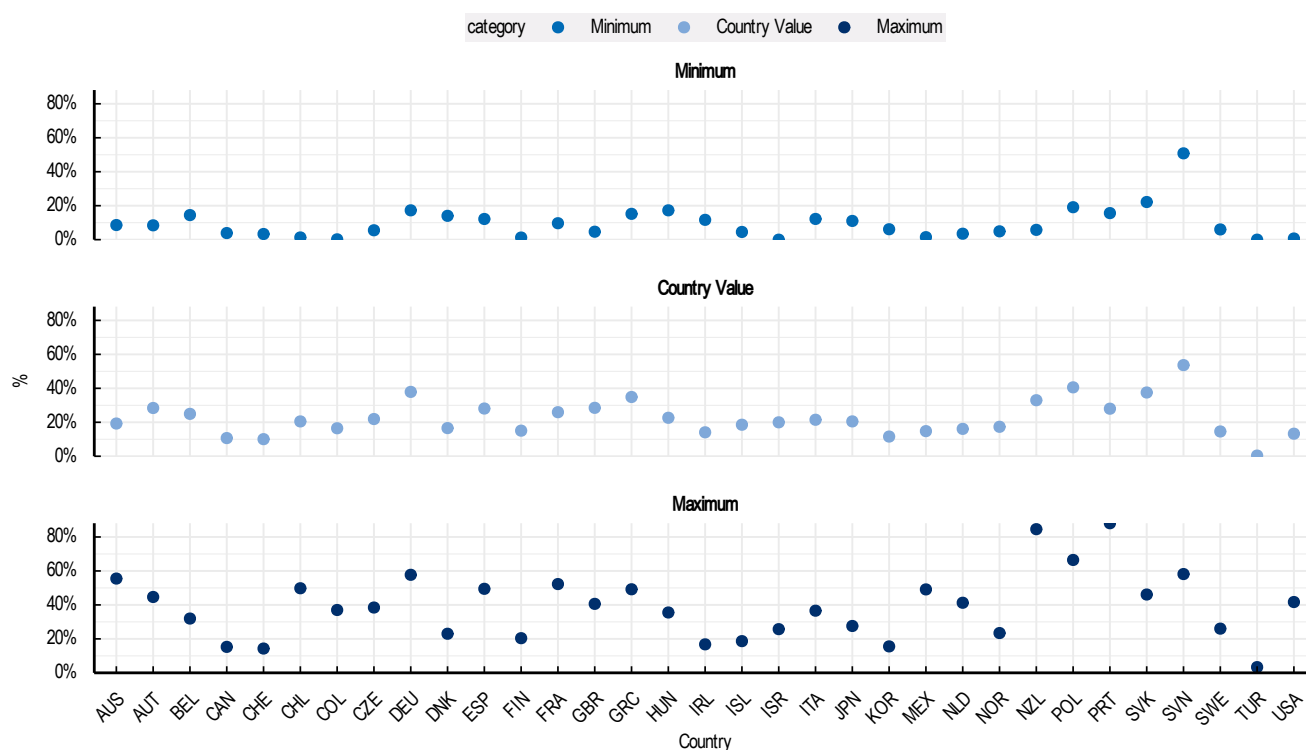 category Minimum Country Value Maximum
Minimum
80%
60%
40%
20%
0%
Country Value
80%
60%
40%
20%
0%
%
Maximum
80%
60%
40%
20%
0%
AUS AUT BEL CAN CHE CHL COL CZE DEU DNK ESP FIN FRA GBR GRC HUN IRL ISL ISR ITA JPN KOR MEX NLD NOR NZL POL PRT SVK SVN SWE TUR USA
Country